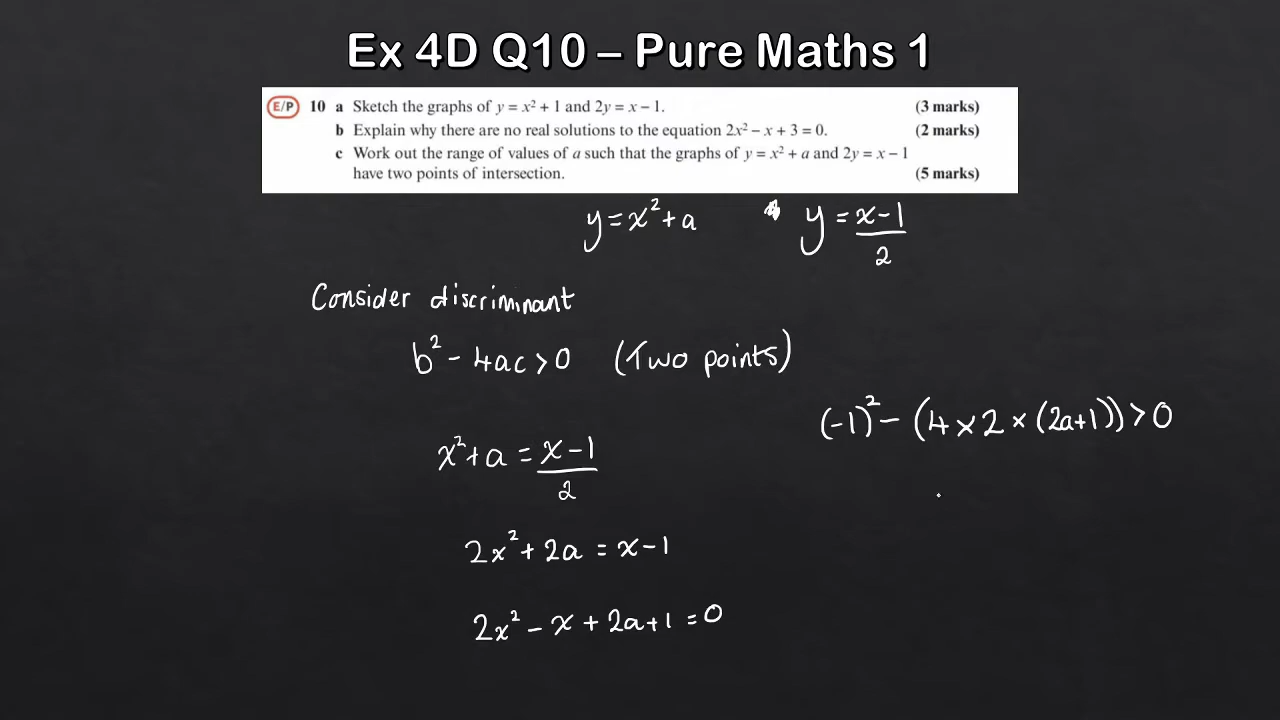 Ex 4D Q10 – Pure Maths 1
E/P 10 a Sketch the graphs of y = x² + 1 and 2y = x − 1. (3 marks)
b Explain why there are no real solutions to the equation 2x² − x + 3 = 0. (2 marks)
c Work out the range of values of a such that the graphs of y = x² + a and 2y = x − 1
have two points of intersection. (5 marks)
y = x² + a y = (x − 1)/2
Consider discriminant
b² − 4ac > 0 (Two points)
(−1)² − (4 × 2 × (2a+1)) > 0
x² + a = (x − 1)/2
2x² + 2a = x − 1
2x² − x + 2a + 1 = 0